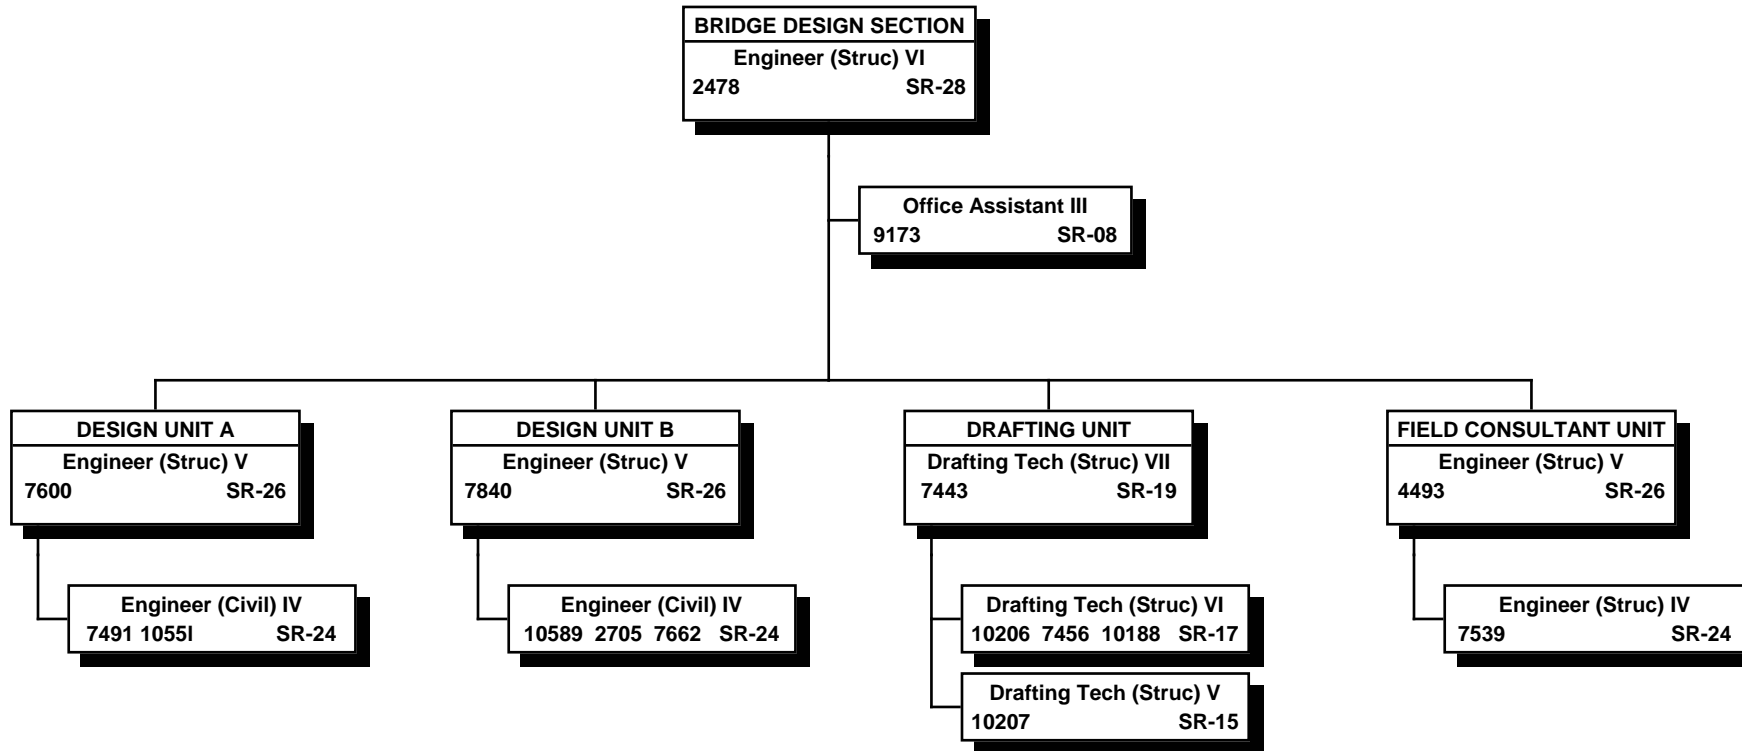 BRIDGE DESIGN SECTION
Engineer (Struc) VI
2478 SR-28
Office Assistant III
9173 SR-08
DESIGN UNIT A
Engineer (Struc) V
7600 SR-26
Engineer (Civil) IV
7491 1055I SR-24
DESIGN UNIT B
Engineer (Struc) V
7840 SR-26
Engineer (Civil) IV
10589 2705 7662 SR-24
DRAFTING UNIT
Drafting Tech (Struc) VII
7443 SR-19
Drafting Tech (Struc) VI
10206 7456 10188 SR-17
Drafting Tech (Struc) V
10207 SR-15
FIELD CONSULTANT UNIT
Engineer (Struc) V
4493 SR-26
Engineer (Struc) IV
7539 SR-24